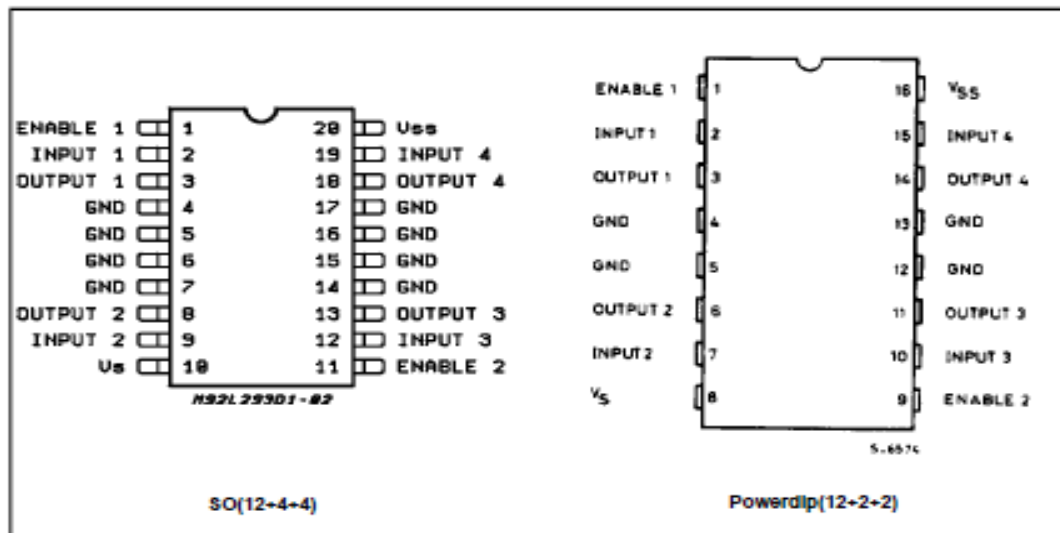 ENABLE 1 1 20 Vss
INPUT 1 2 19 INPUT 4
OUTPUT 1 3 18 OUTPUT 4
GND 4 17 GND
GND 5 16 GND
GND 6 15 GND
GND 7 14 GND
OUTPUT 2 8 13 OUTPUT 3
INPUT 2 9 12 INPUT 3
Vs 10 11 ENABLE 2
M92L293D1-02
SO(12+4+4)
ENABLE 1 1 16 VSS
INPUT 1 2 15 INPUT 4
OUTPUT 1 3 14 OUTPUT 4
GND 4 13 GND
GND 5 12 GND
OUTPUT 2 6 11 OUTPUT 3
INPUT 2 7 10 INPUT 3
VS 8 9 ENABLE 2
S-6574
Powerdip(12+2+2)